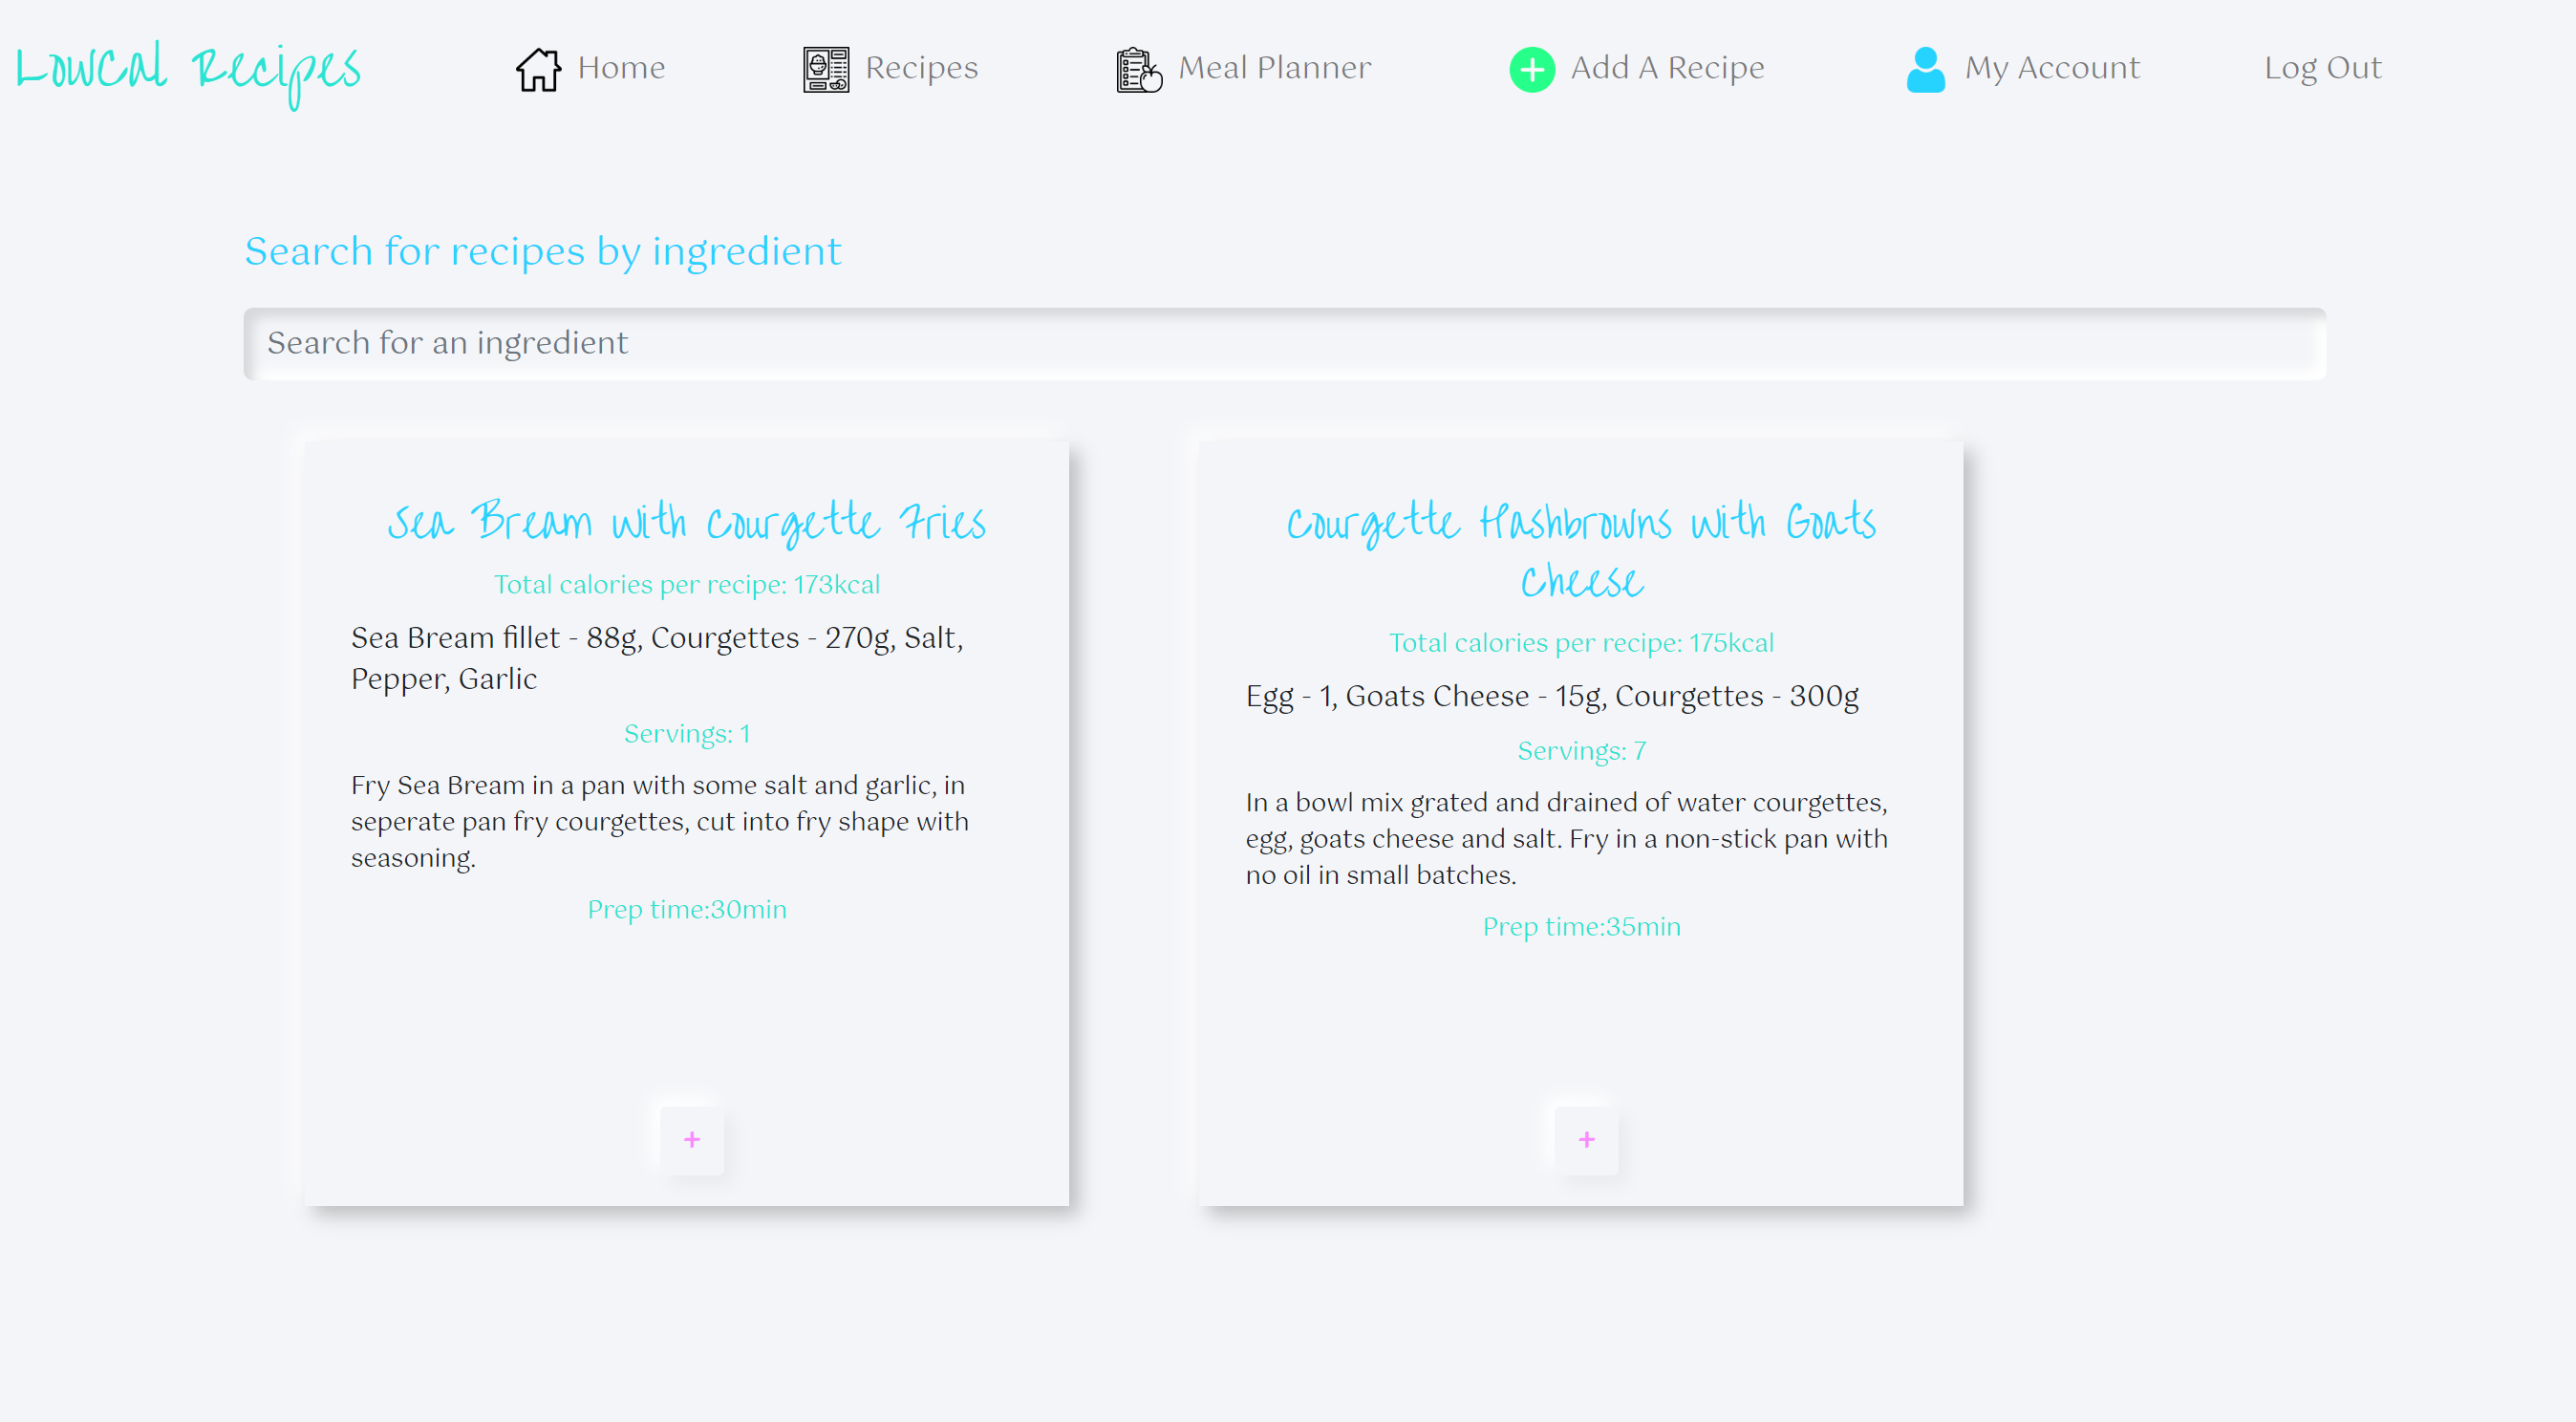 LowCal Recipes
Home
Recipes
Meal Planner
Add A Recipe
My Account
Log Out
Search for recipes by ingredient
Search for an ingredient
Sea Bream with Courgette Fries
Total calories per recipe: 173kcal
Sea Bream fillet - 88g, Courgettes - 270g, Salt,
Pepper, Garlic
Servings: 1
Fry Sea Bream in a pan with some salt and garlic, in
seperate pan fry courgettes, cut into fry shape with
seasoning.
Prep time:30min
+
Courgette Hashbrowns with Goats
Cheese
Total calories per recipe: 175kcal
Egg - 1, Goats Cheese - 15g, Courgettes - 300g
Servings: 7
In a bowl mix grated and drained of water courgettes,
egg, goats cheese and salt. Fry in a non-stick pan with
no oil in small batches.
Prep time:35min
+